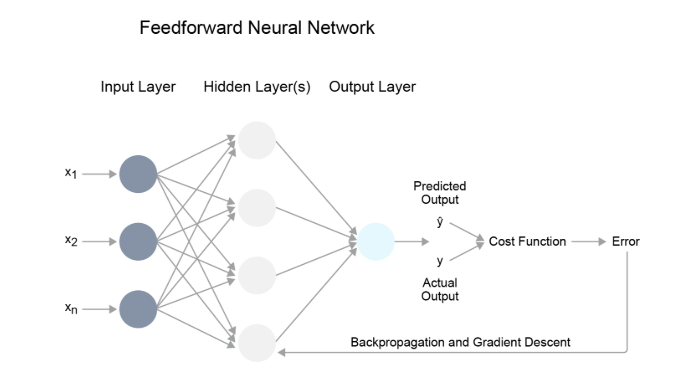 Feedforward Neural Network
Input Layer
Hidden Layer(s)
Output Layer
x1
x2
xn
Predicted
Output
ŷ
y
Actual
Output
Cost Function
Error
Backpropagation and Gradient Descent